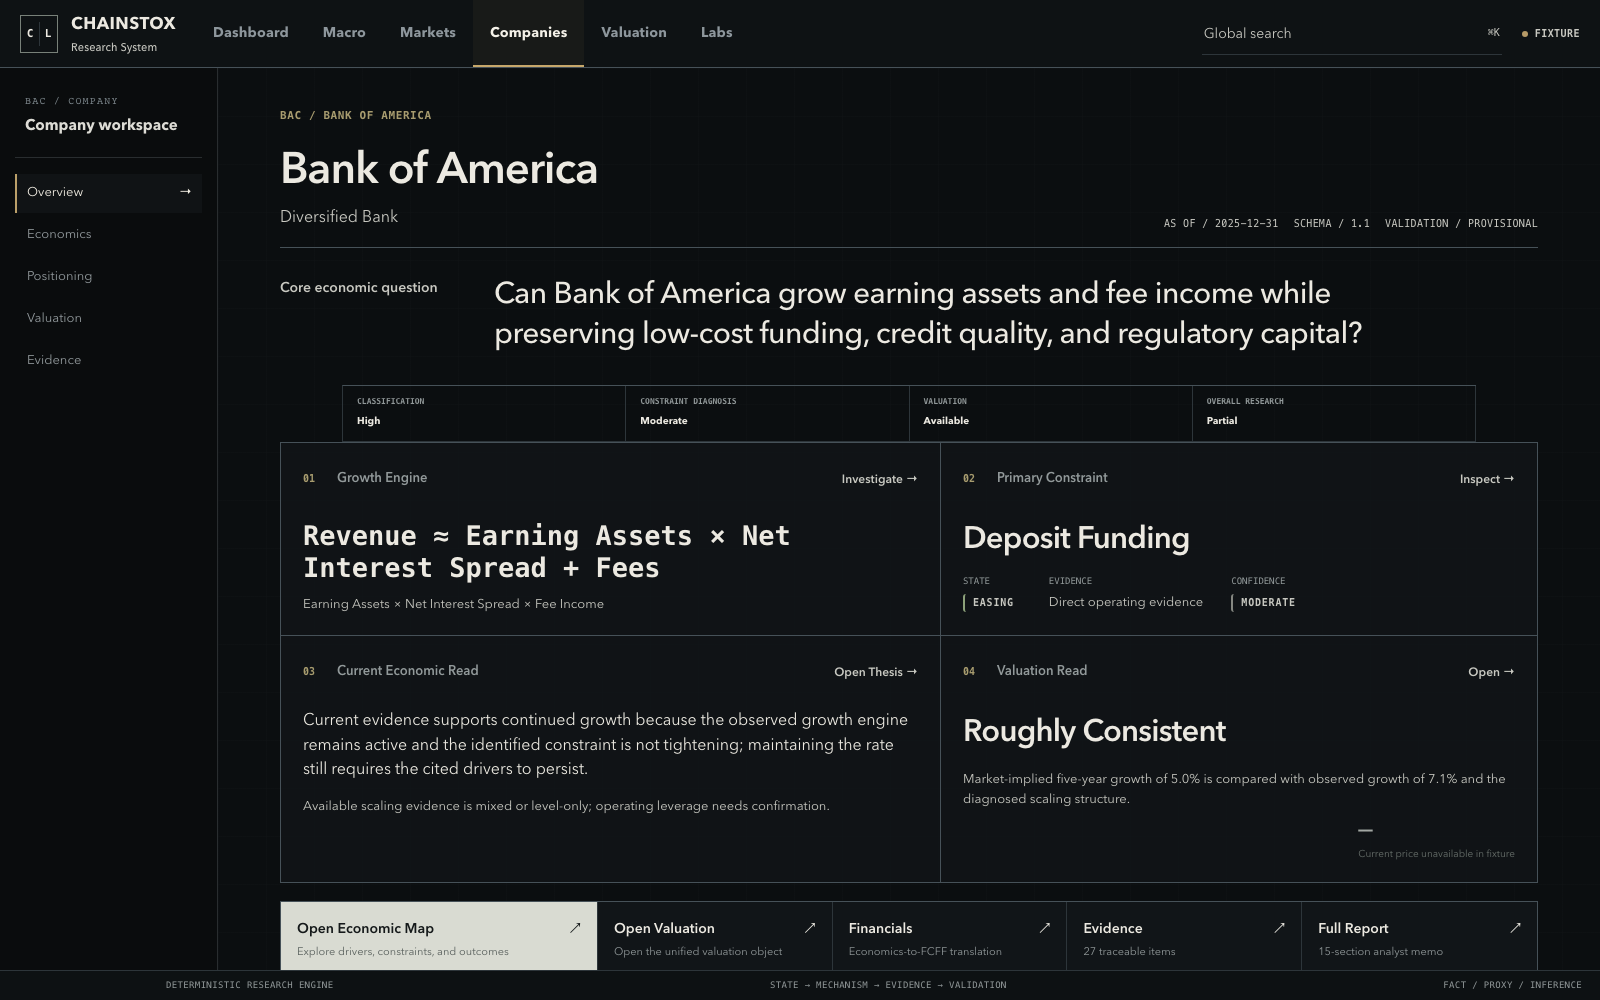 C L
CHAINSTOX
Research System
Dashboard
Macro
Markets
Companies
Valuation
Labs
Global search
⌘K
FIXTURE
BAC / COMPANY
Company workspace
Overview →
Economics
Positioning
Valuation
Evidence
BAC / BANK OF AMERICA
Bank of America
Diversified Bank
AS OF / 2025-12-31 SCHEMA / 1.1 VALIDATION / PROVISIONAL
Core economic question
Can Bank of America grow earning assets and fee income while
preserving low-cost funding, credit quality, and regulatory capital?
CLASSIFICATION
High
CONSTRAINT DIAGNOSIS
Moderate
VALUATION
Available
OVERALL RESEARCH
Partial
01 Growth Engine
Investigate →
Revenue ≈ Earning Assets × Net
Interest Spread + Fees
Earning Assets × Net Interest Spread × Fee Income
02 Primary Constraint
Inspect →
Deposit Funding
STATE
EASING
EVIDENCE
Direct operating evidence
CONFIDENCE
MODERATE
03 Current Economic Read
Open Thesis →
Current evidence supports continued growth because the observed growth engine
remains active and the identified constraint is not tightening; maintaining the rate
still requires the cited drivers to persist.
Available scaling evidence is mixed or level-only; operating leverage needs confirmation.
04 Valuation Read
Open →
Roughly Consistent
Market-implied five-year growth of 5.0% is compared with observed growth of 7.1% and the
diagnosed scaling structure.
—
Current price unavailable in fixture
Open Economic Map ↗
Explore drivers, constraints, and outcomes
Open Valuation ↗
Open the unified valuation object
Financials ↗
Economics-to-FCFF translation
Evidence ↗
27 traceable items
Full Report ↗
15-section analyst memo
DETERMINISTIC RESEARCH ENGINE
STATE → MECHANISM → EVIDENCE → VALIDATION
FACT / PROXY / INFERENCE